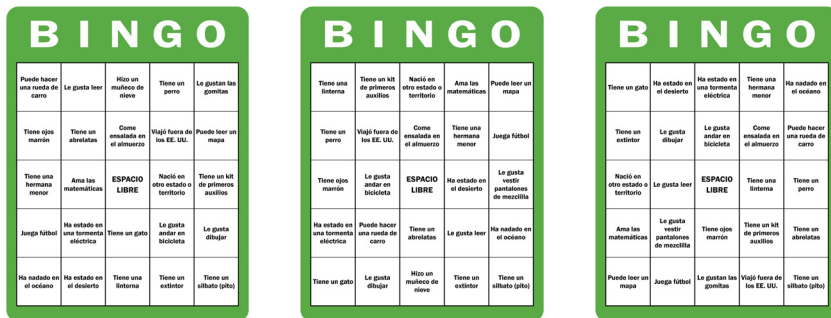 BINGO
Puede hacer
una rueda de
carro
Le gusta leer
Hizo un
muñeco de
nieve
Tiene un
perro
Le gustan las
gomitas
Tiene ojos
marrón
Tiene un
abrelatas
Come
ensalada en
el almuerzo
Viajó fuera de
los EE. UU.
Puede leer un
mapa
Tiene una
hermana
menor
Ama las
matemáticas
ESPACIO
LIBRE
Nació en
otro estado o
territorio
Tiene un kit
de primeros
auxilios
Juega fútbol
Ha estado en
una tormenta
eléctrica
Tiene un gato
Le gusta
andar en
bicicleta
Le gusta
dibujar
Ha nadado en
el océano
Ha estado en
el desierto
Tiene una
linterna
Tiene un
extintor
Tiene un
silbato (pito)
BINGO
Tiene una
linterna
Tiene un kit
de primeros
auxilios
Nació en
otro estado o
territorio
Ama las
matemáticas
Puede leer un
mapa
Tiene un
perro
Viajó fuera de
los EE. UU.
Come
ensalada en
el almuerzo
Tiene una
hermana
menor
Juega fútbol
Tiene ojos
marrón
Le gusta
andar en
bicicleta
ESPACIO
LIBRE
Ha estado en
el desierto
Le gusta
vestir
pantalones
de mezclilla
Ha estado en
una tormenta
eléctrica
Puede hacer
una rueda de
carro
Tiene un
abrelatas
Le gusta leer
Ha nadado en
el océano
Tiene un gato
Le gusta
dibujar
Hizo un
muñeco de
nieve
Tiene un
extintor
Tiene un
silbato (pito)
BINGO
Tiene un gato
Ha estado en
el desierto
Ha estado en
una tormenta
eléctrica
Tiene una
hermana
menor
Ha nadado en
el océano
Tiene un
extintor
Le gusta
dibujar
Le gusta
andar en
bicicleta
Come
ensalada en
el almuerzo
Puede hacer
una rueda de
carro
Nació en
otro estado o
territorio
Le gusta leer
ESPACIO
LIBRE
Tiene una
linterna
Tiene un
perro
Ama las
matemáticas
Le gusta
vestir
pantalones
de mezclilla
Tiene ojos
marrón
Tiene un kit
de primeros
auxilios
Tiene un
abrelatas
Puede leer un
mapa
Juega fútbol
Le gustan las
gomitas
Viajó fuera de
los EE. UU.
Tiene un
silbato (pito)